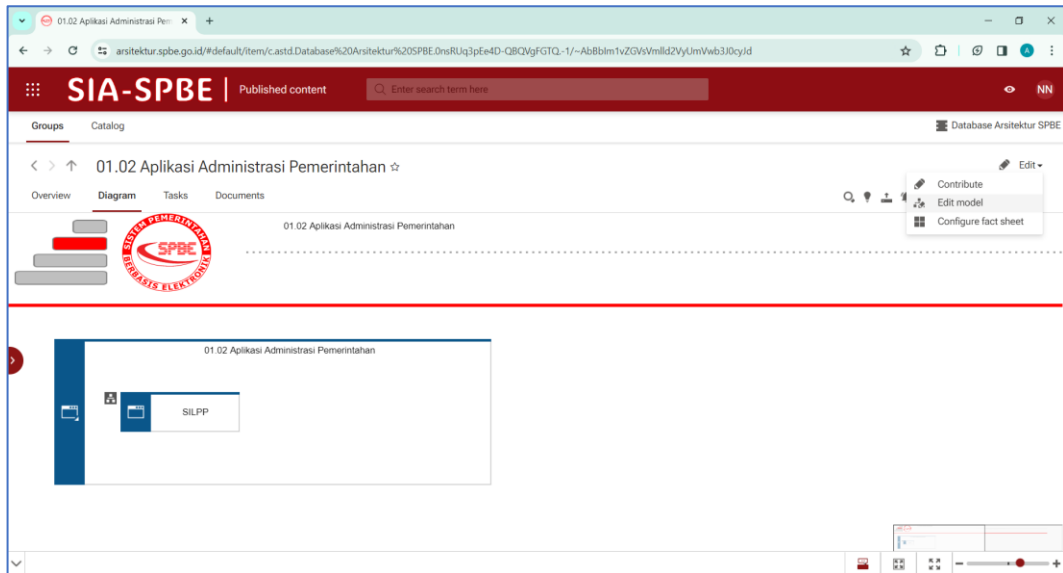 01.02 Aplikasi Administrasi Pem
arsitektur.spbe.go.id/#default/item/c.astd.Database%20Arsitektur%20SPBE.0nsRUq3pEe4D-QBQVgFGTQ.-1/~AbBbIm1vZGVsVmlld2VyUmVwb3J0cyJd
A
SIA-SPBE | Published content
Enter search term here
NN
Groups
Catalog
Database Arsitektur SPBE
01.02 Aplikasi Administrasi Pemerintahan
Edit
Overview
Diagram
Tasks
Documents
Contribute
Edit model
Configure fact sheet
SISTEM PEMERINTAHAN
SPBE
BERBASIS ELEKTRONIK
01.02 Aplikasi Administrasi Pemerintahan
01.02 Aplikasi Administrasi Pemerintahan
SILPP